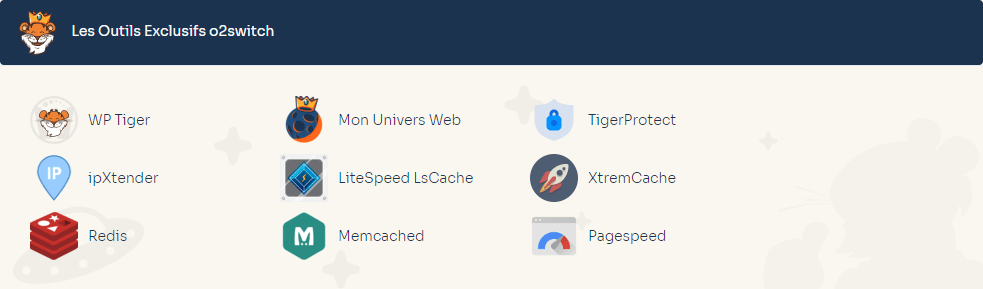 Les Outils Exclusifs o2switch
WP Tiger
Mon Univers Web
TigerProtect
IP
ipXtender
LiteSpeed LsCache
XtremCache
Redis
M
Memcached
Pagespeed